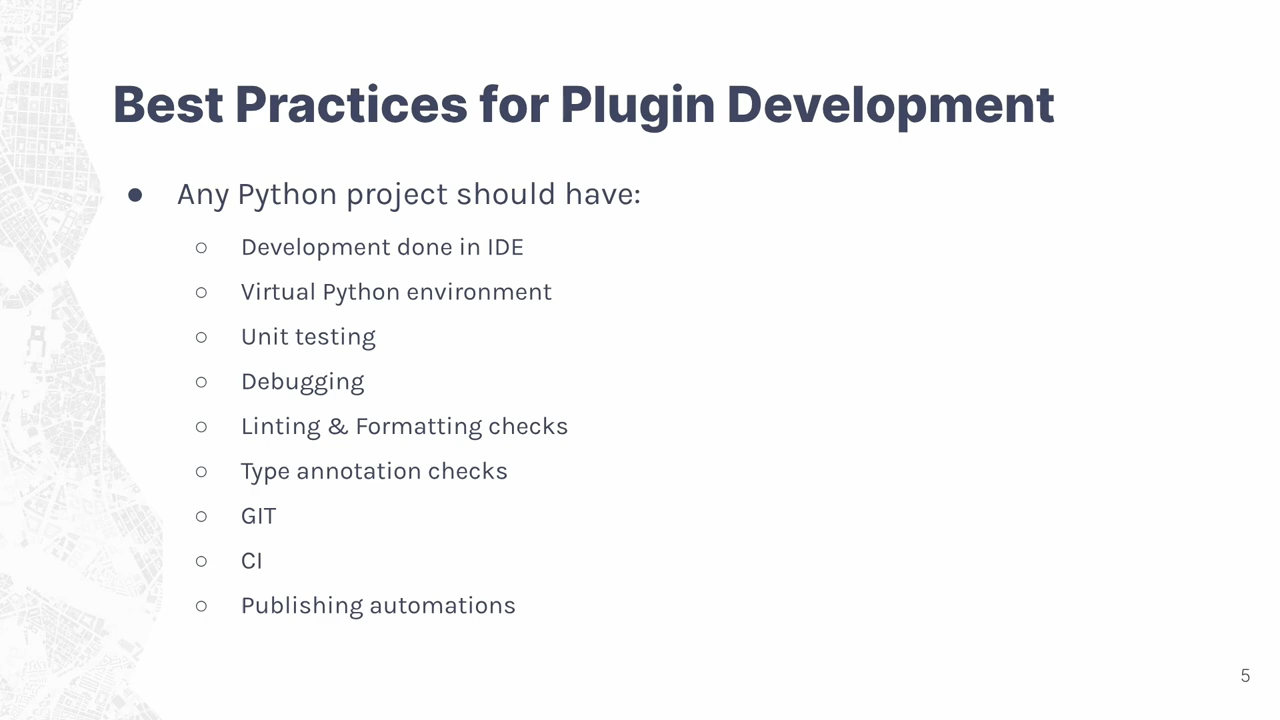 Best Practices for Plugin Development
● Any Python project should have:
○ Development done in IDE
○ Virtual Python environment
○ Unit testing
○ Debugging
○ Linting & Formatting checks
○ Type annotation checks
○ GIT
○ CI
○ Publishing automations
5